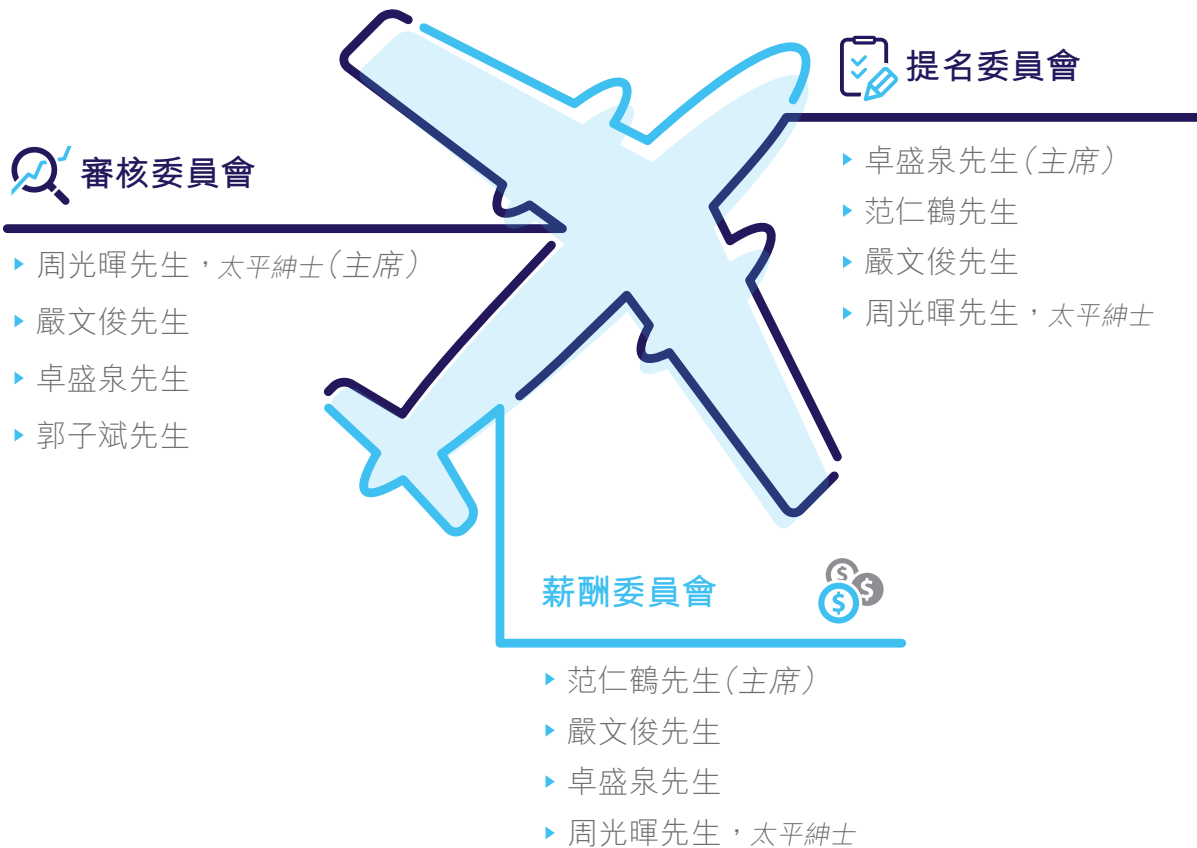 審核委員會
周光暉先生，太平紳士(主席)
嚴文俊先生
卓盛泉先生
郭子斌先生
提名委員會
卓盛泉先生(主席)
范仁鶴先生
嚴文俊先生
周光暉先生，太平紳士
薪酬委員會
范仁鶴先生(主席)
嚴文俊先生
卓盛泉先生
周光暉先生，太平紳士